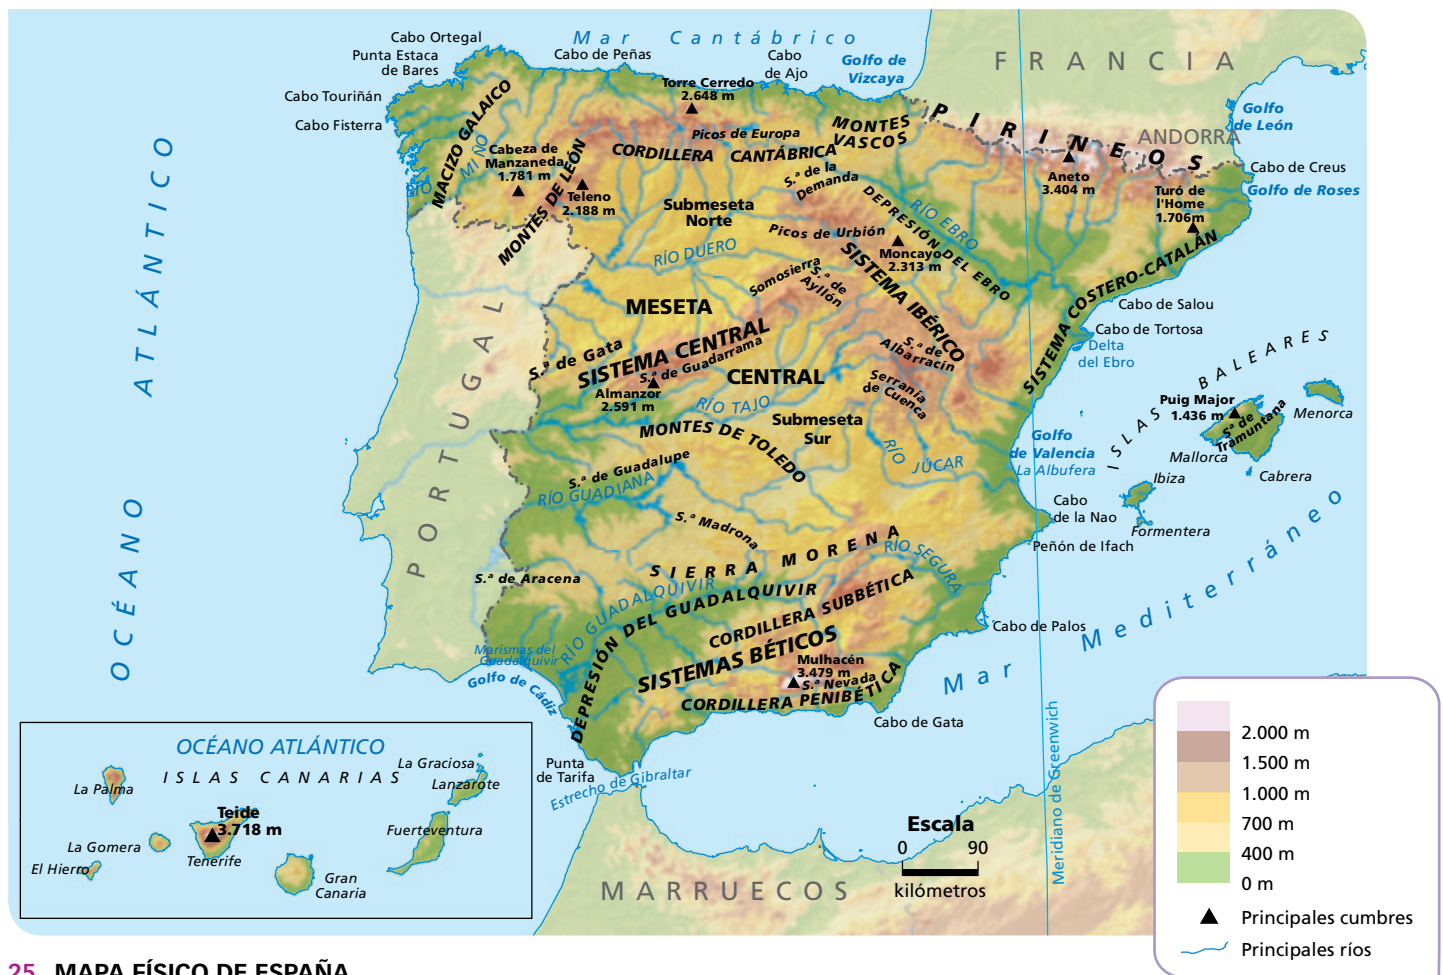 Mar Cantábrico
Cabo Ortegal
Punta Estaca
de Bares
Cabo de Peñas
Cabo
de Ajo
Golfo de
Vizcaya
FRANCIA
Cabo Touriñán
Cabo Fisterra
Torre Cerredo
2.648 m
Picos de Europa
MONTES
VASCOS
PIRINEOS
ANDORRA
Golfo
de León
MACIZO GALAICO
RÍO MIÑO
Cabeza de
Manzaneda
1.781 m
CORDILLERA CANTÁBRICA
MONTES DE LEÓN
Teleno
2.188 m
S.ª de la
Demanda
Aneto
3.404 m
Cabo de Creus
Golfo de Roses
Turó de
l'Home
1.706m
Submeseta
Norte
DEPRESIÓN DEL EBRO
RÍO EBRO
Picos de Urbión
Moncayo
2.313 m
RÍO DUERO
SISTEMA IBÉRICO
SISTEMA COSTERO-CATALÁN
Somosierra
S.ª de
Ayllón
MESETA
Cabo de Salou
Cabo de Tortosa
Delta
del Ebro
OCÉANO ATLÁNTICO
PORTUGAL
S.ª de Gata
SISTEMA CENTRAL
S.ª de Guadarrama
S.ª de
Albarracín
Almanzor
2.591 m
CENTRAL
Serranía
de Cuenca
RÍO TAJO
Submeseta
Sur
MONTES DE TOLEDO
ISLAS BALEARES
Puig Major
1.436 m
S.ª de
Tramuntana
Menorca
Mallorca
Cabrera
Ibiza
Formentera
Golfo
de Valencia
La Albufera
RÍO JÚCAR
S.ª de Guadalupe
RÍO GUADIANA
Cabo
de la Nao
Peñón de Ifach
S.ª Madrona
SIERRA MORENA
RÍO SEGURA
S.ª de Aracena
RÍO GUADALQUIVIR
DEPRESIÓN DEL GUADALQUIVIR
CORDILLERA SUBBÉTICA
Cabo de Palos
Mar Mediterráneo
SISTEMAS BÉTICOS
Marismas del
Guadalquivir
Golfo de Cádiz
Mulhacén
3.479 m
S.ª Nevada
CORDILLERA PENIBÉTICA
Cabo de Gata
Punta
de Tarifa
Estrecho de Gibraltar
Meridiano de Greenwich
MARRUECOS
OCÉANO ATLÁNTICO
ISLAS CANARIAS
La Graciosa
Lanzarote
La Palma
Teide
3.718 m
Fuerteventura
La Gomera
Tenerife
El Hierro
Gran
Canaria
Escala
0 90
kilómetros
2.000 m
1.500 m
1.000 m
700 m
400 m
0 m
Principales cumbres
Principales ríos
25 MAPA FÍSICO DE ESPAÑA